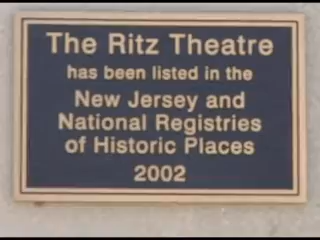 The Ritz Theatre
has been listed in the
New Jersey and
National Registries
of Historic Places
2002